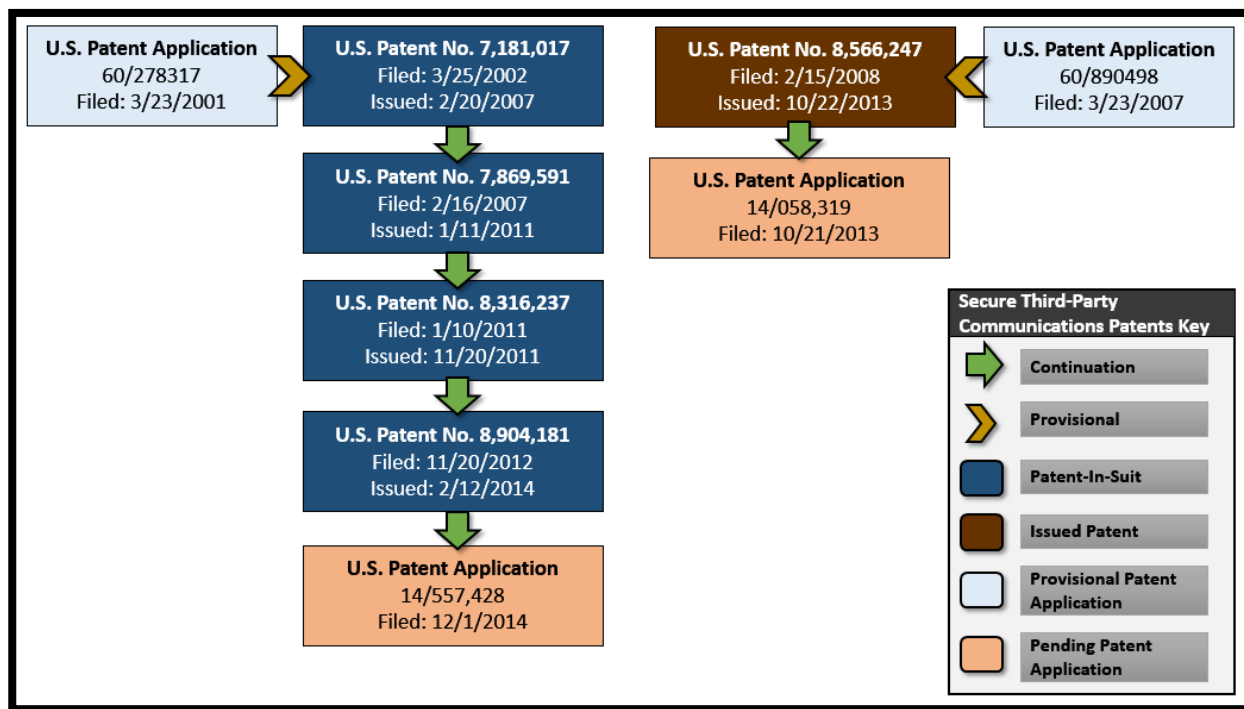 U.S. Patent Application
60/278317
Filed: 3/23/2001
U.S. Patent No. 7,181,017
Filed: 3/25/2002
Issued: 2/20/2007
U.S. Patent No. 7,869,591
Filed: 2/16/2007
Issued: 1/11/2011
U.S. Patent No. 8,316,237
Filed: 1/10/2011
Issued: 11/20/2011
U.S. Patent No. 8,904,181
Filed: 11/20/2012
Issued: 2/12/2014
U.S. Patent Application
14/557,428
Filed: 12/1/2014
U.S. Patent No. 8,566,247
Filed: 2/15/2008
Issued: 10/22/2013
U.S. Patent Application
60/890498
Filed: 3/23/2007
U.S. Patent Application
14/058,319
Filed: 10/21/2013
Secure Third-Party
Communications Patents Key
Continuation
Provisional
Patent-In-Suit
Issued Patent
Provisional Patent
Application
Pending Patent
Application